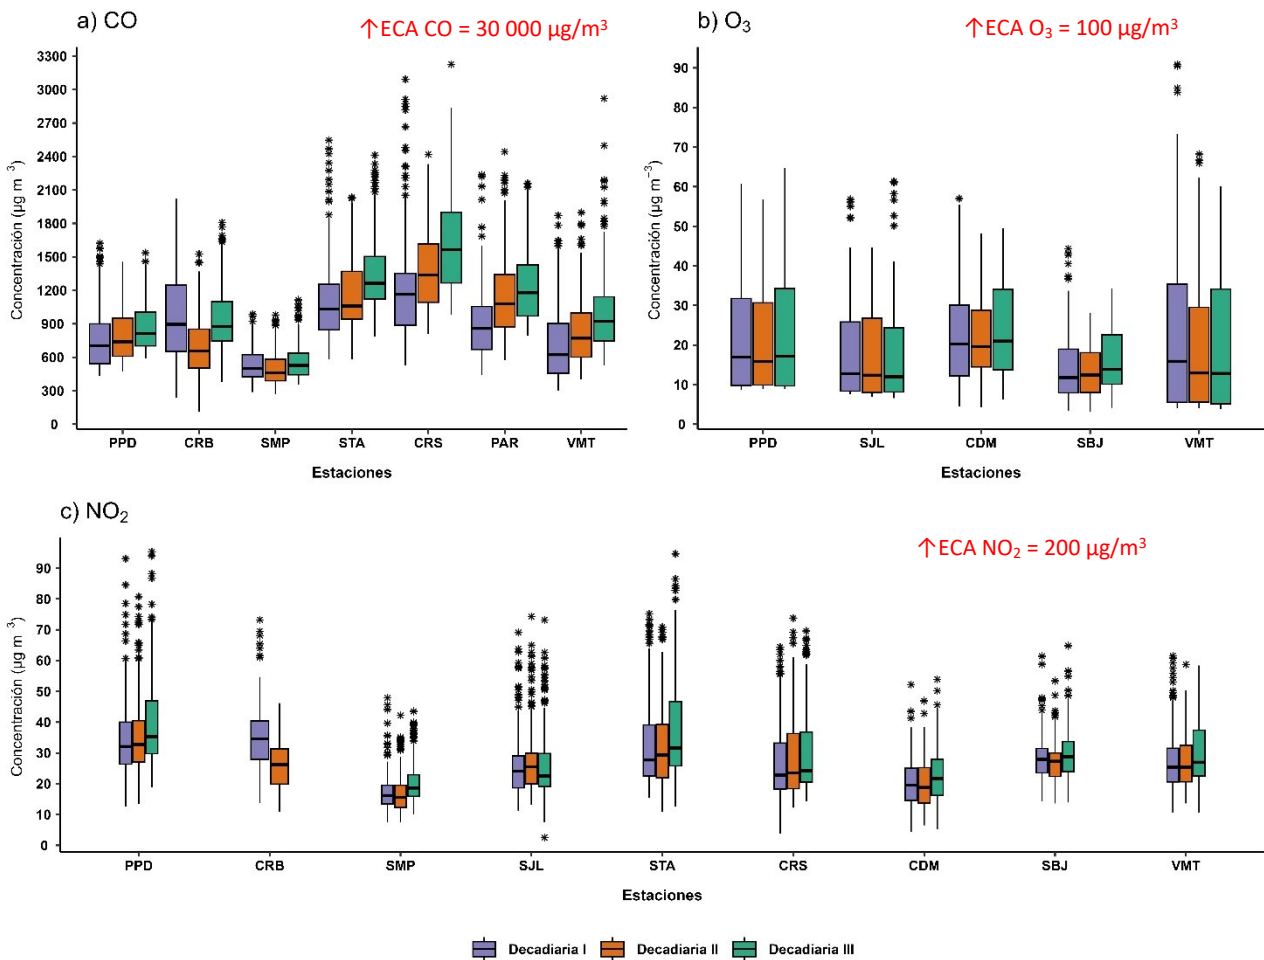 a) CO
↑ECA CO = 30 000 µg/m³
Concentración (µg m⁻³)
3300
3000
2700
2400
2100
1800
1500
1200
900
600
300
0
PPD CRB SMP STA CRS PAR VMT
Estaciones
b) O₃
↑ECA O₃ = 100 µg/m³
Concentración (µg m⁻³)
90
80
70
60
50
40
30
20
10
0
PPD SJL CDM SBJ VMT
Estaciones
c) NO₂
↑ECA NO₂ = 200 µg/m³
Concentración (µg m⁻³)
90
80
70
60
50
40
30
20
10
0
PPD CRB SMP SJL STA CRS CDM SBJ VMT
Estaciones
Decadiaria I Decadiaria II Decadiaria III